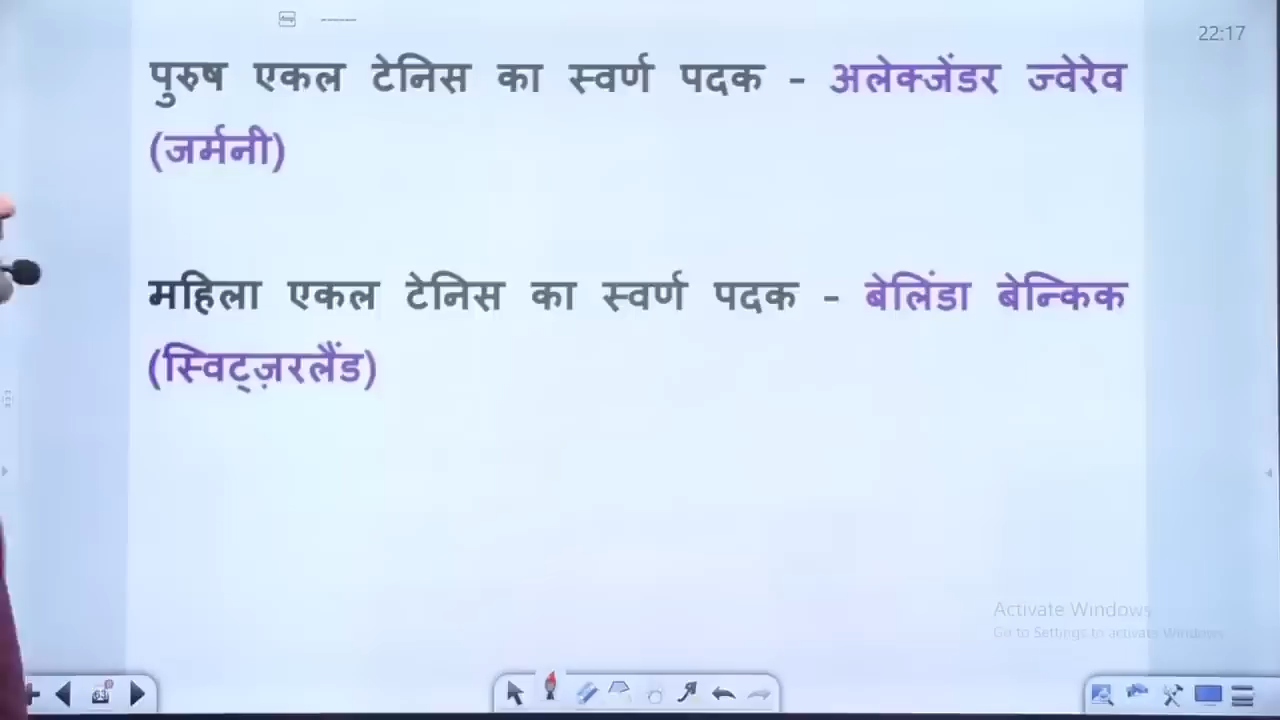 22:17
पुरुष एकल टेनिस का स्वर्ण पदक - अलेक्जेंडर ज्वेरेव
(जर्मनी)
महिला एकल टेनिस का स्वर्ण पदक - बेलिंडा बेन्किक
(स्विट्ज़रलैंड)
Activate Windows
Go to Settings to activate Windows.